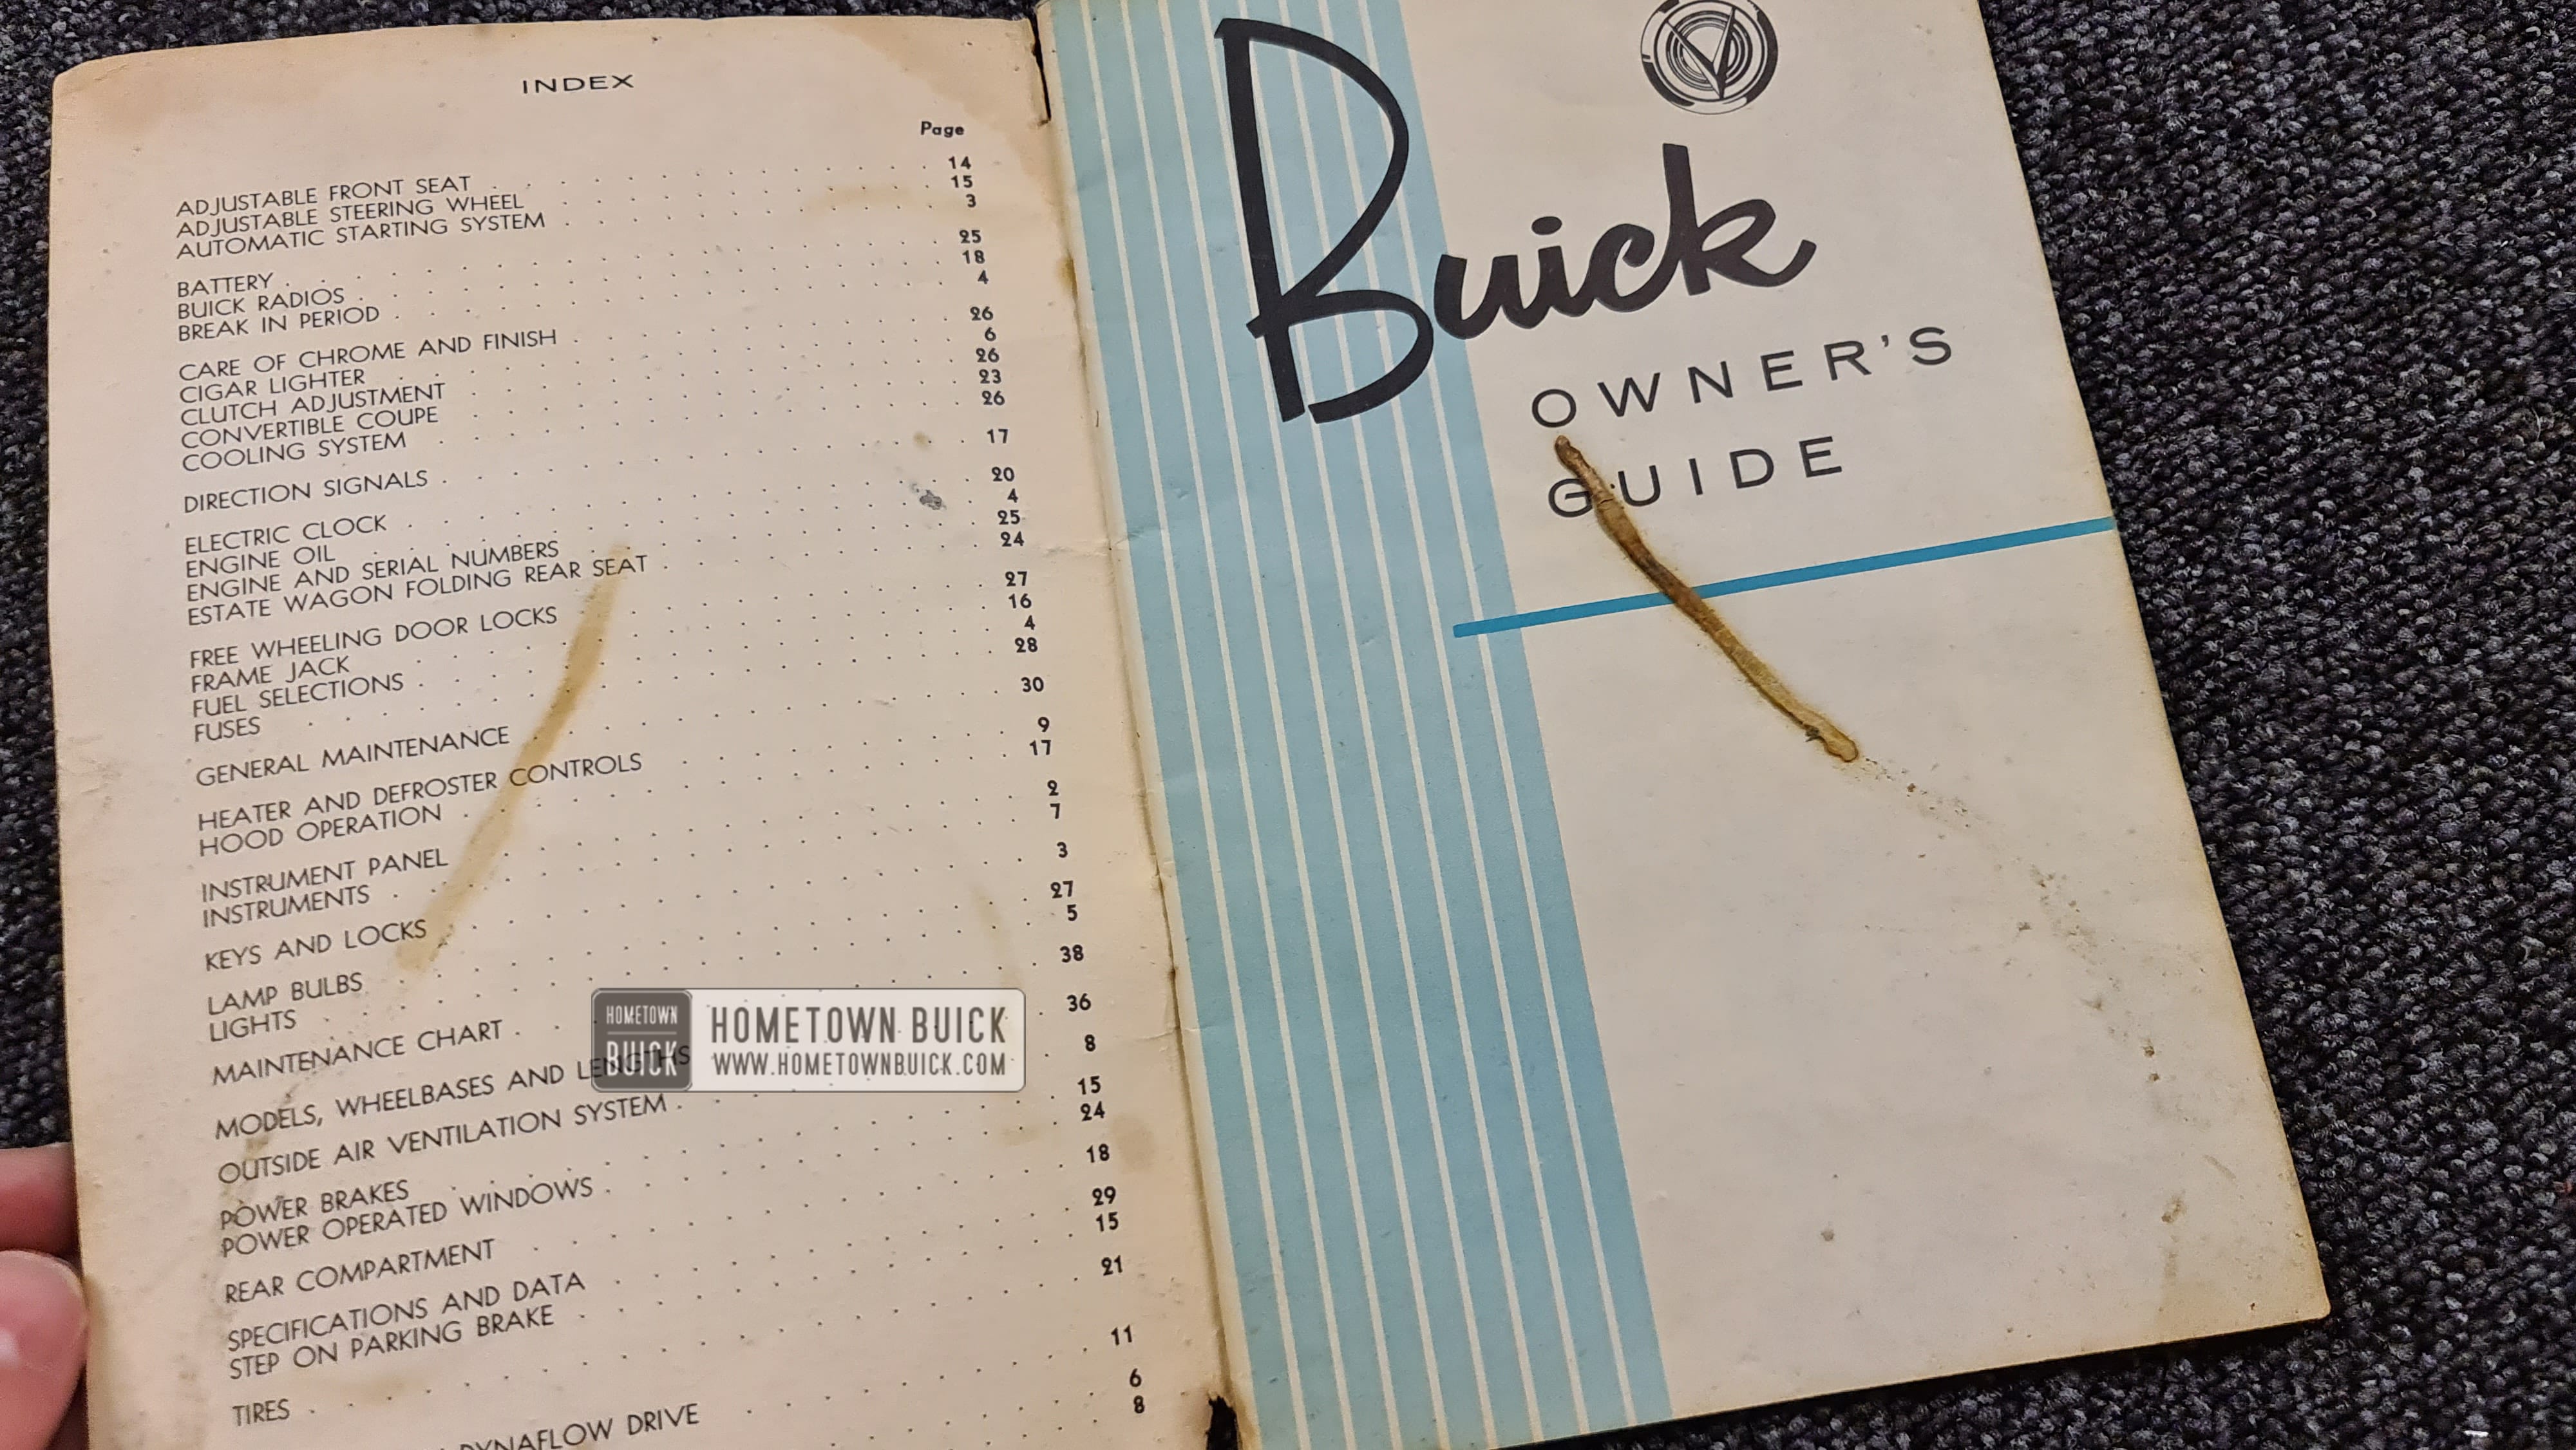 INDEX
Page
ADJUSTABLE FRONT SEAT . . . . . . . . . . . . 14
ADJUSTABLE STEERING WHEEL . . . . . . . . . . . 15
AUTOMATIC STARTING SYSTEM . . . . . . . . . . . 3
BATTERY . . . . . . . . . . . . . . . 25
BUICK RADIOS . . . . . . . . . . . . . 18
BREAK IN PERIOD . . . . . . . . . . . . . 4
CARE OF CHROME AND FINISH . . . . . . . . . . 26
CIGAR LIGHTER . . . . . . . . . . . . . 6
CLUTCH ADJUSTMENT . . . . . . . . . . . . 26
CONVERTIBLE COUPE . . . . . . . . . . . . 23
COOLING SYSTEM . . . . . . . . . . . . 26
DIRECTION SIGNALS . . . . . . . . . . . . 17
ELECTRIC CLOCK . . . . . . . . . . . . . 20
ENGINE OIL . . . . . . . . . . . . . 4
ENGINE AND SERIAL NUMBERS . . . . . . . . . . 25
ESTATE WAGON FOLDING REAR SEAT . . . . . . . . . 24
FREE WHEELING DOOR LOCKS . . . . . . . . . . 27
FRAME JACK . . . . . . . . . . . . . 16
FUEL SELECTIONS . . . . . . . . . . . . . 4
FUSES . . . . . . . . . . . . . . 28
GENERAL MAINTENANCE . . . . . . . . . . . 30
HEATER AND DEFROSTER CONTROLS . . . . . . . . . 9
HOOD OPERATION . . . . . . . . . . . . 17
INSTRUMENT PANEL . . . . . . . . . . . . 2
INSTRUMENTS . . . . . . . . . . . . . 7
KEYS AND LOCKS . . . . . . . . . . . . 3
LAMP BULBS . . . . . . . . . . . . . 27
LIGHTS . . . . . . . . . . . . . . 5
MAINTENANCE CHART . . . . . . . . . . . . 38
MODELS, WHEELBASES AND LENGTHS . . . . . . . . 36
OUTSIDE AIR VENTILATION SYSTEM . . . . . . . . . 8
POWER BRAKES . . . . . . . . . . . . . 15
POWER OPERATED WINDOWS . . . . . . . . . . 24
REAR COMPARTMENT . . . . . . . . . . . . 18
SPECIFICATIONS AND DATA . . . . . . . . . . 29
STEP ON PARKING BRAKE . . . . . . . . . . 15
TIRES . . . . . . . . . . . . . . 21
DYNAFLOW DRIVE . . . . . . . . 11
6
8
Buick
OWNER'S
GUIDE
HOMETOWN
BUICK
HOMETOWN BUICK
WWW.HOMETOWNBUICK.COM